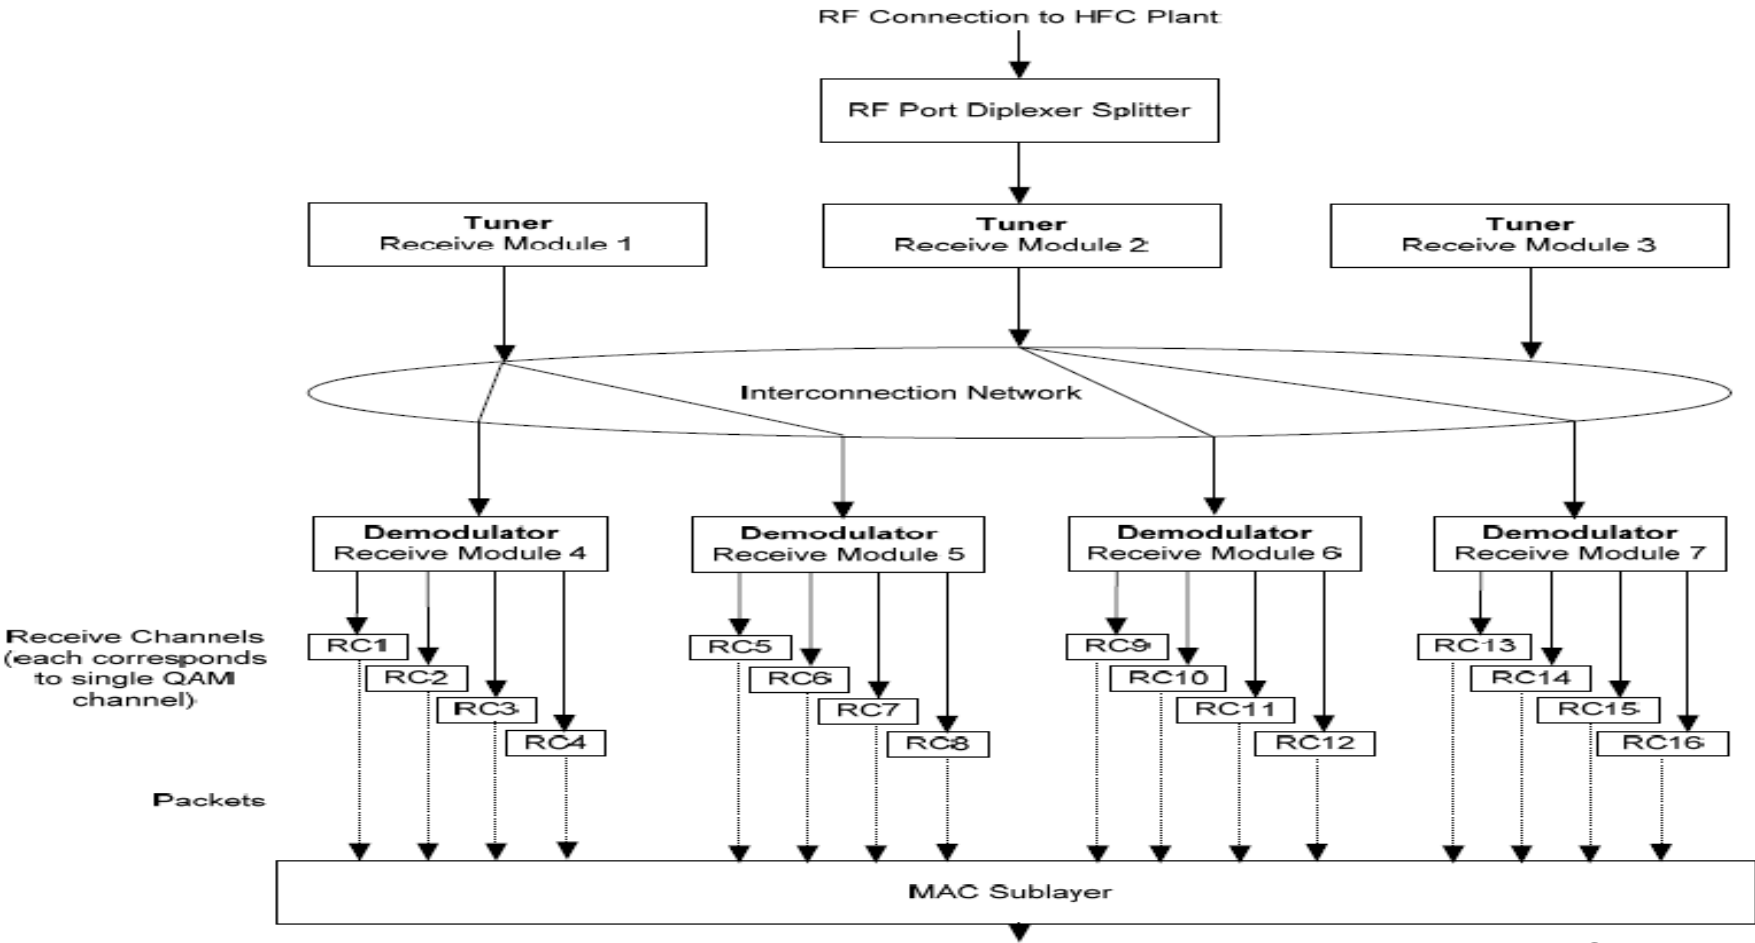 RF Connection to HFC Plant
RF Port Diplexer Splitter
Tuner
Receive Module 1
Tuner
Receive Module 2
Tuner
Receive Module 3
Interconnection Network
Demodulator
Receive Module 4
Demodulator
Receive Module 5
Demodulator
Receive Module 6
Demodulator
Receive Module 7
Receive Channels
(each corresponds
to single QAM
channel)
RC1
RC2
RC3
RC4
RC5
RC6
RC7
RC8
RC9
RC10
RC11
RC12
RC13
RC14
RC15
RC16
Packets
MAC Sublayer